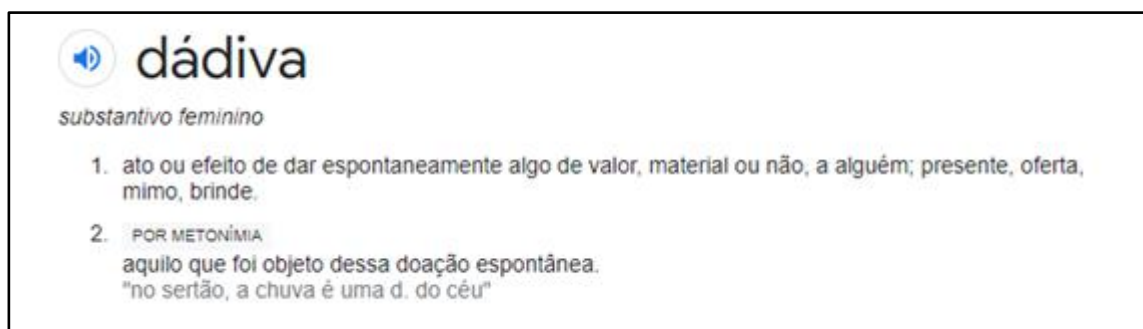 dádiva
substantivo feminino
1. ato ou efeito de dar espontaneamente algo de valor, material ou não, a alguém; presente, oferta,
mimo, brinde.
2. POR METONÍMIA
aquilo que foi objeto dessa doação espontânea.
"no sertão, a chuva é uma d. do céu"